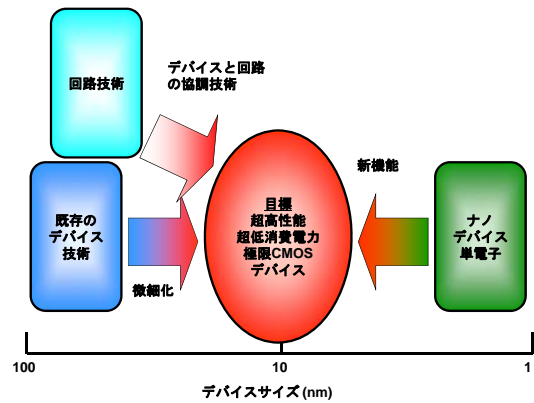 回路技術
デバイスと回路
の協調技術
既存の
デバイス
技術
微細化
目標
超高性能
超低消費電力
極限CMOS
デバイス
新機能
ナノ
デバイス
単電子
100
10
1
デバイスサイズ(nm)